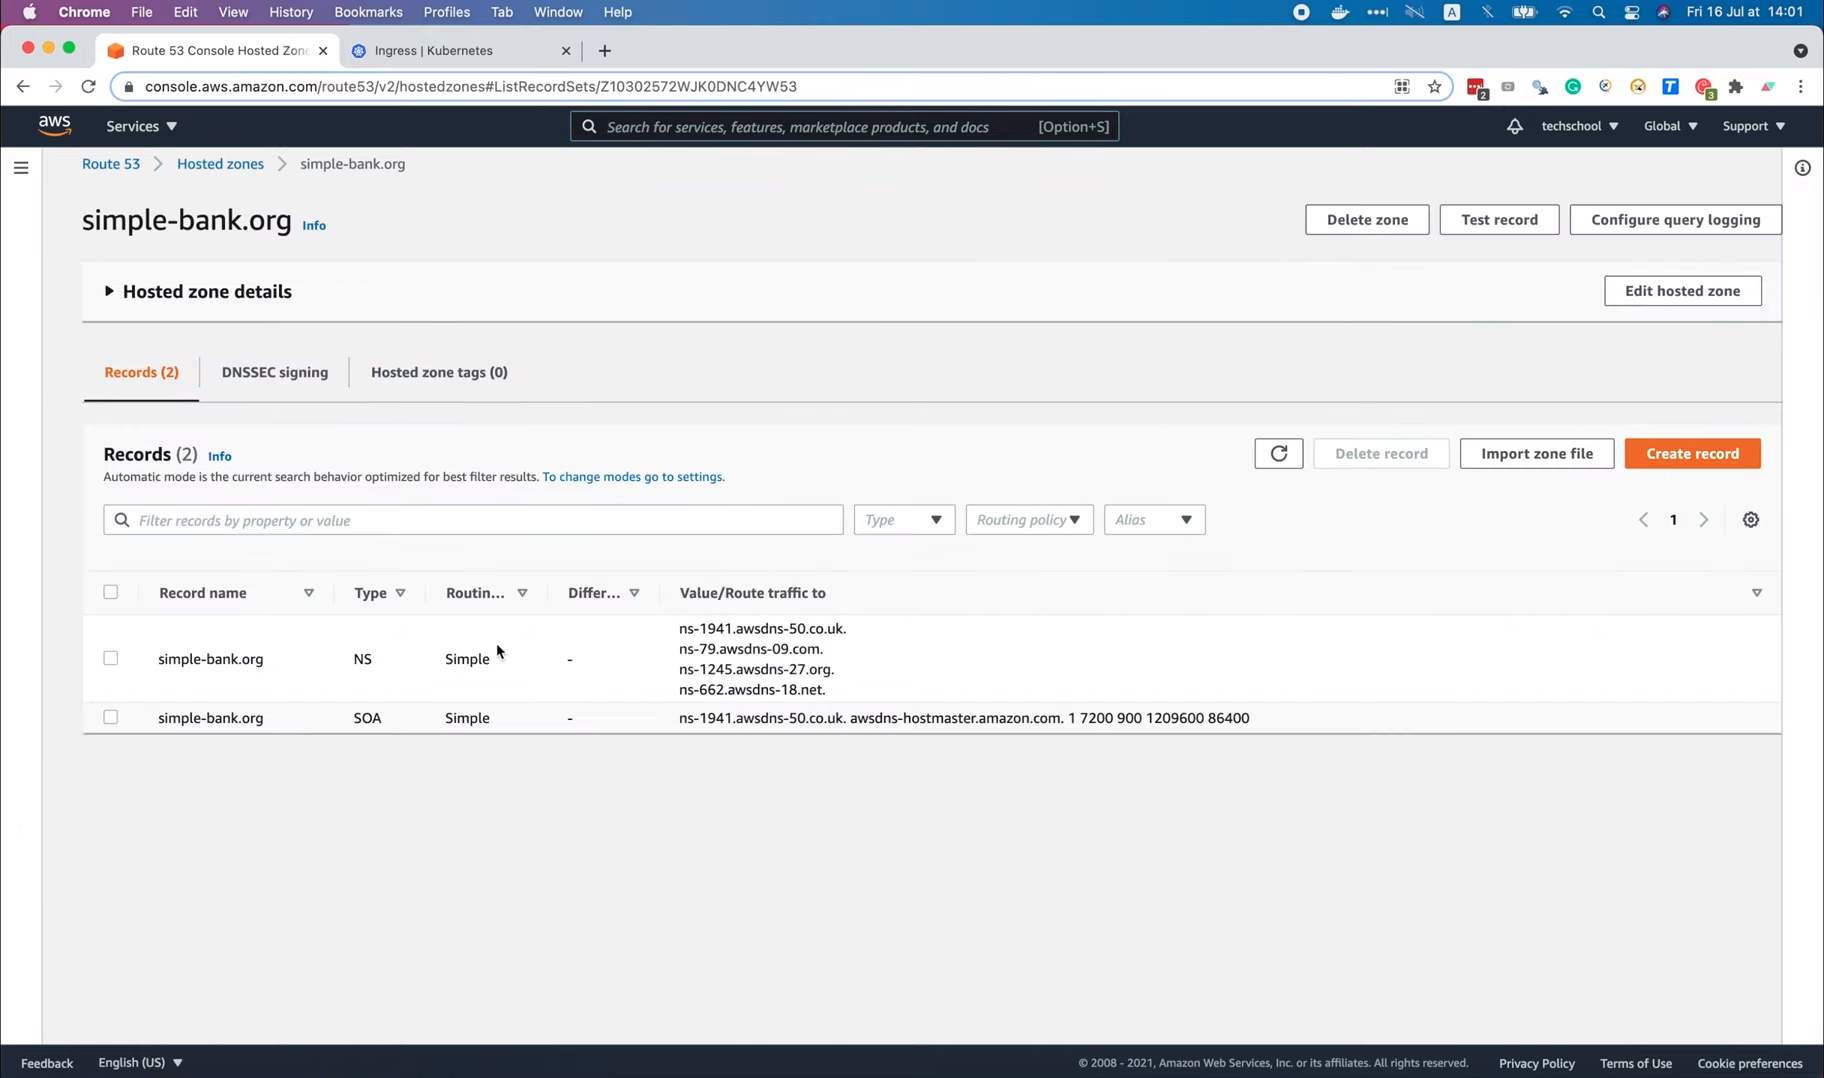 Chrome File Edit View History Bookmarks Profiles Tab Window Help A Fri 16 Jul at 14:01
Route 53 Console Hosted Zone Ingress | Kubernetes
console.aws.amazon.com/route53/v2/hostedzones#ListRecordSets/Z10302572WJK0DNC4YW53 2 T 3
aws Services Search for services, features, marketplace products, and docs [Option+S] techschool Global Support
Route 53 Hosted zones simple-bank.org
simple-bank.org Info Delete zone Test record Configure query logging
Hosted zone details Edit hosted zone
Records (2) DNSSEC signing Hosted zone tags (0)
Records (2) Info Delete record Import zone file Create record
Automatic mode is the current search behavior optimized for best filter results. To change modes go to settings.
Filter records by property or value Type Routing policy Alias 1
Record name Type Routin... Differ... Value/Route traffic to
simple-bank.org NS Simple - ns-1941.awsdns-50.co.uk.
ns-79.awsdns-09.com.
ns-1245.awsdns-27.org.
ns-662.awsdns-18.net.
simple-bank.org SOA Simple - ns-1941.awsdns-50.co.uk. awsdns-hostmaster.amazon.com. 1 7200 900 1209600 86400
Feedback English (US) © 2008 - 2021, Amazon Web Services, Inc. or its affiliates. All rights reserved. Privacy Policy Terms of Use Cookie preferences